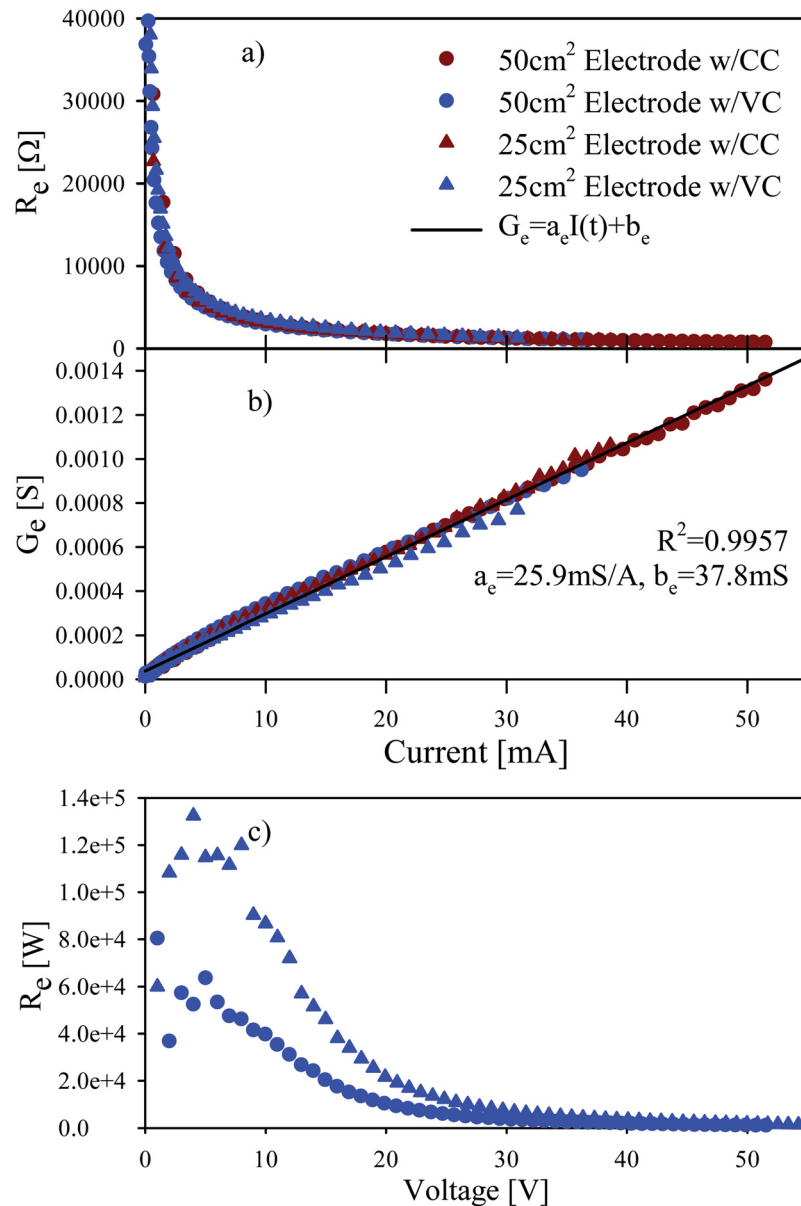 40000
a)
50cm² Electrode w/CC
30000
50cm² Electrode w/VC
25cm² Electrode w/CC
Rₑ [Ω]
20000
25cm² Electrode w/VC
Gₑ=aₑI(t)+bₑ
10000
0
0.0014
b)
0.0012
0.0010
Gₑ [S]
0.0008
0.0006
R²=0.9957
aₑ=25.9mS/A, bₑ=37.8mS
0.0004
0.0002
0.0000
0 10 20 30 40 50
Current [mA]
1.4e+5
c)
1.2e+5
1.0e+5
Rₑ [W]
8.0e+4
6.0e+4
4.0e+4
2.0e+4
0.0
0 10 20 30 40 50
Voltage [V]